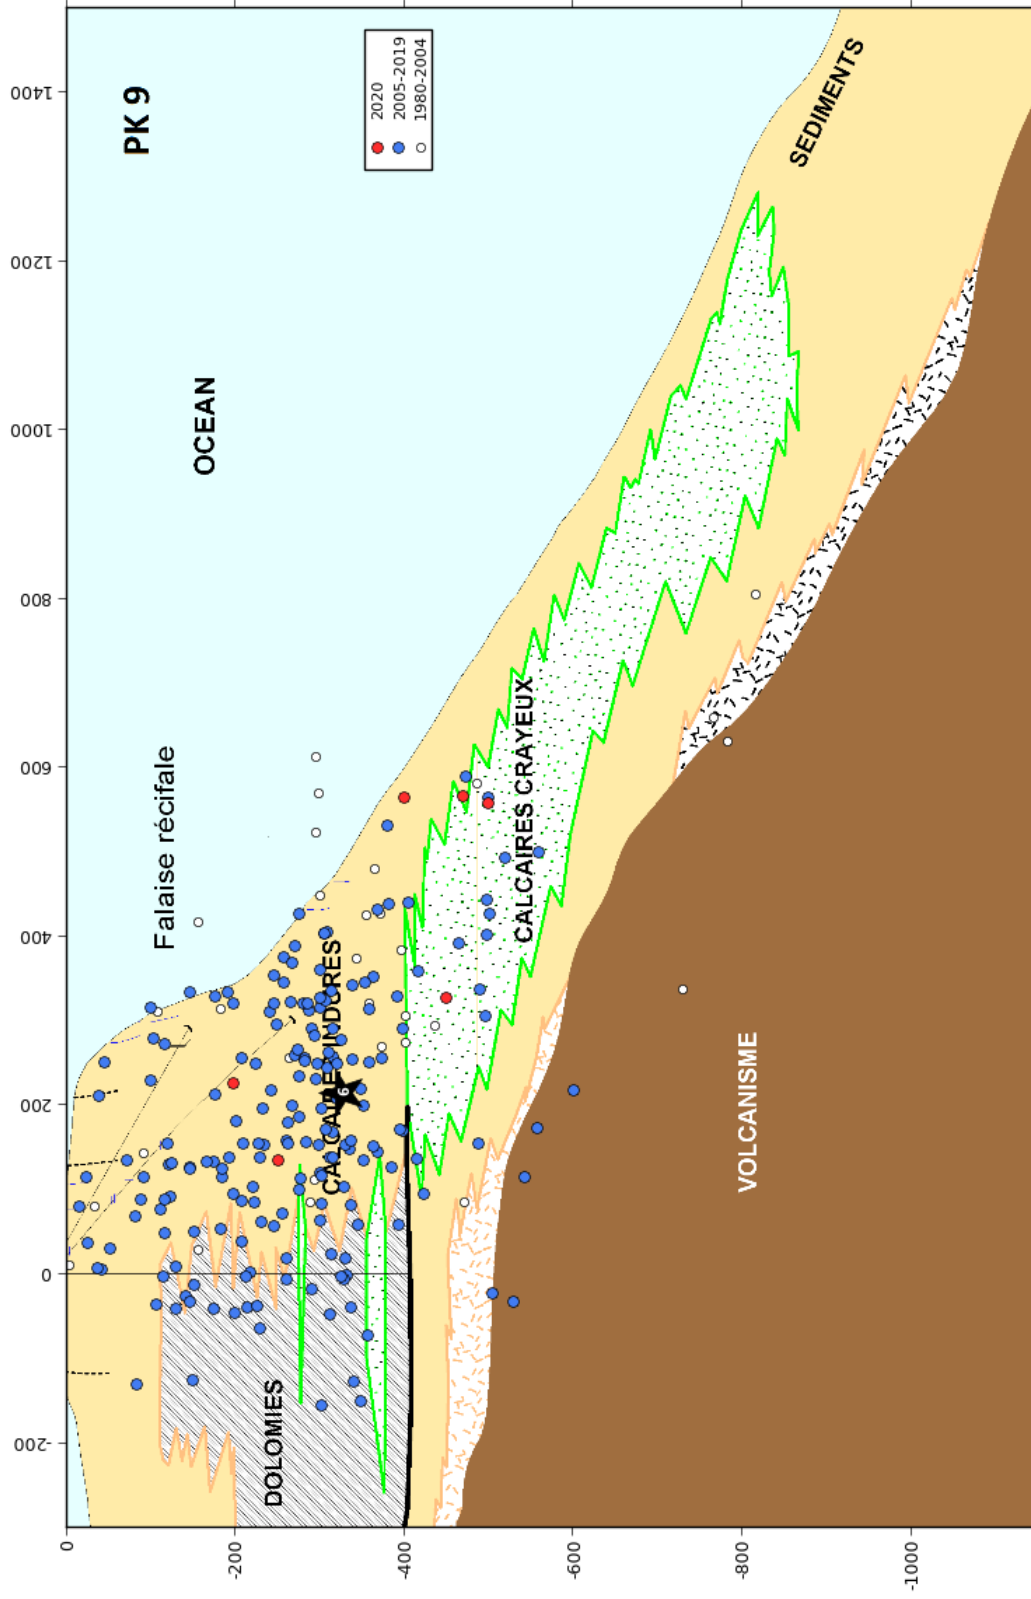 PK 9
2020
2005-2019
1980-2004
OCEAN
Falaise récifale
SEDIMENTS
CALCAIRES INDURES
CALCAIRES CRAYEUX
DOLOMIES
VOLCANISME
6
-200
0
200
400
600
800
1000
1200
1400
0
-200
-400
-600
-800
-1000